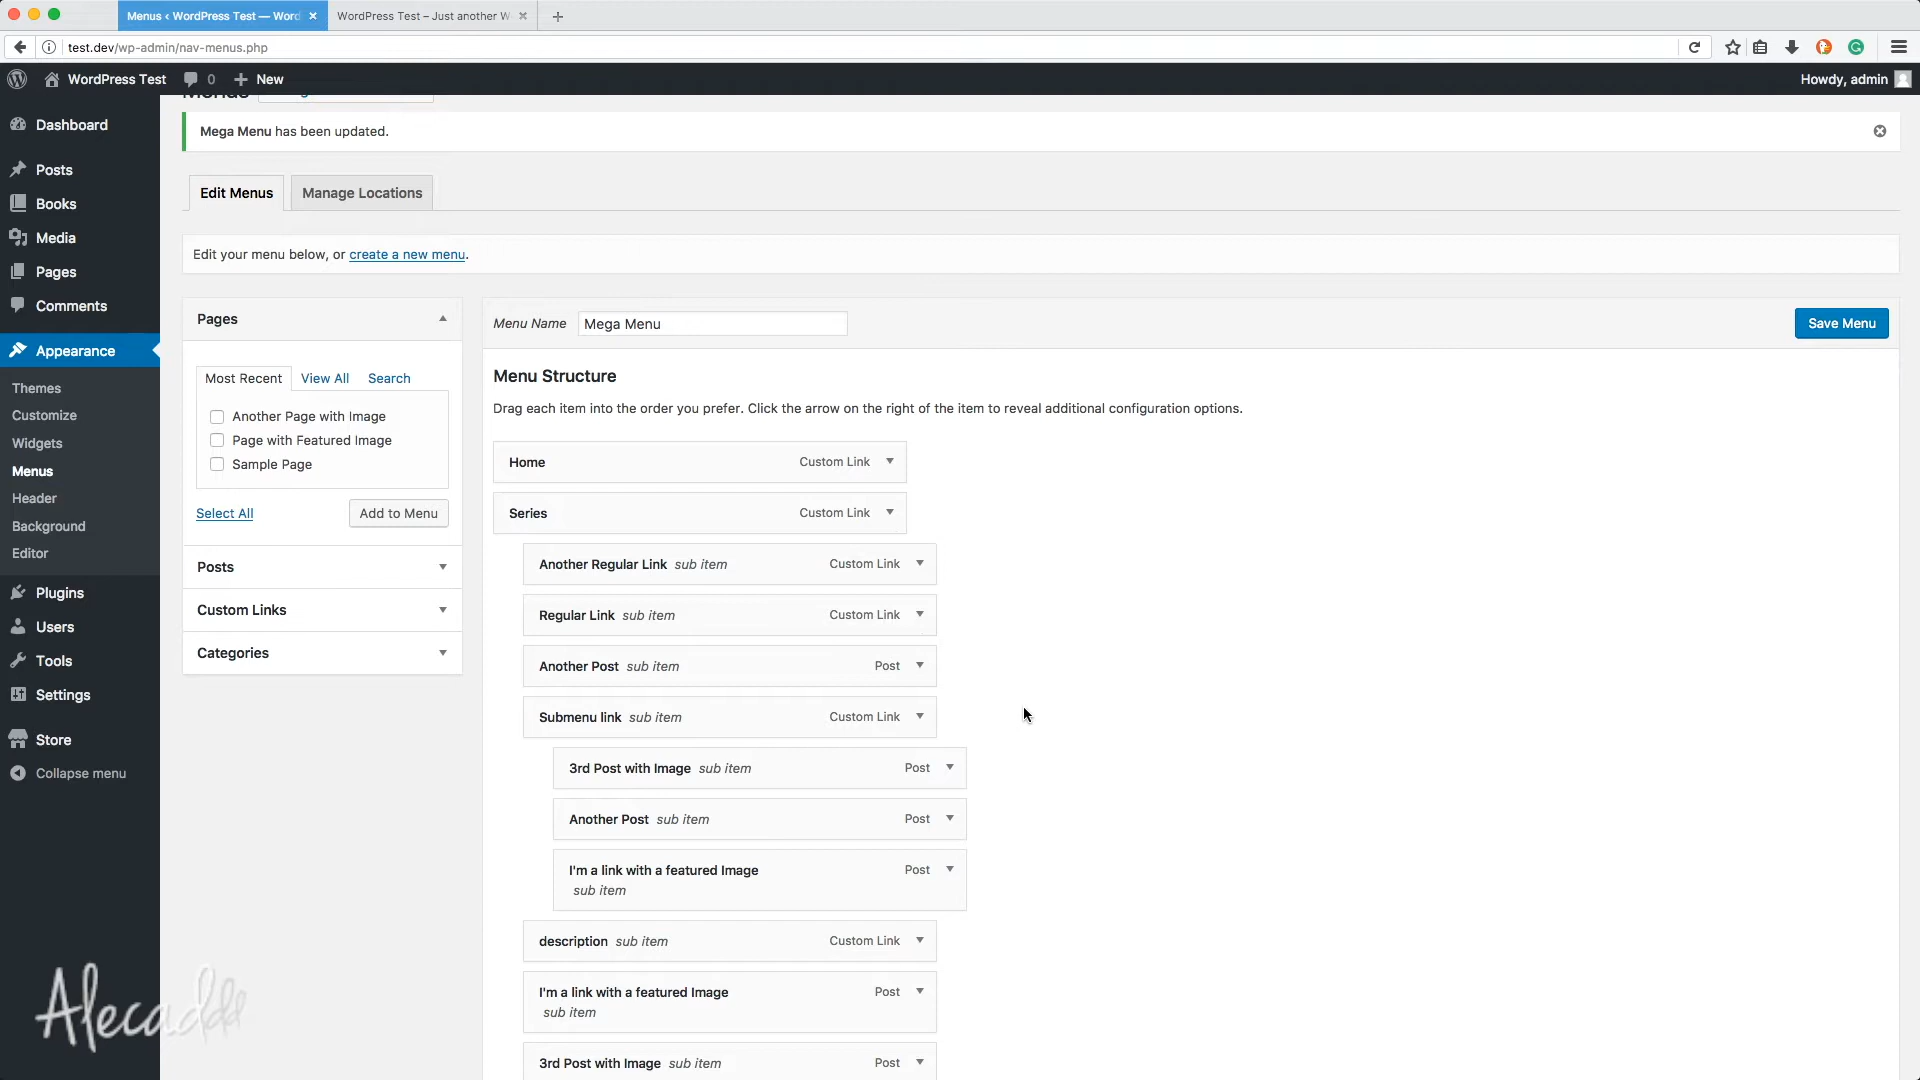 Menus ‹ WordPress Test — Word
WordPress Test – Just another W
test.dev/wp-admin/nav-menus.php
WordPress Test
0
New
Howdy, admin
Menus
Mega Menu has been updated.
Dashboard
Posts
Books
Media
Pages
Comments
Appearance
Themes
Customize
Widgets
Menus
Header
Background
Editor
Plugins
Users
Tools
Settings
Store
Collapse menu
Edit Menus
Manage Locations
Edit your menu below, or create a new menu.
Pages
Most Recent
View All
Search
Another Page with Image
Page with Featured Image
Sample Page
Select All
Add to Menu
Posts
Custom Links
Categories
Menu Name
Mega Menu
Save Menu
Menu Structure
Drag each item into the order you prefer. Click the arrow on the right of the item to reveal additional configuration options.
Home Custom Link
Series Custom Link
Another Regular Link sub item Custom Link
Regular Link sub item Custom Link
Another Post sub item Post
Submenu link sub item Custom Link
3rd Post with Image sub item Post
Another Post sub item Post
I'm a link with a featured Image Post
sub item
description sub item Custom Link
I'm a link with a featured Image Post
sub item
3rd Post with Image sub item Post
Alecaddd